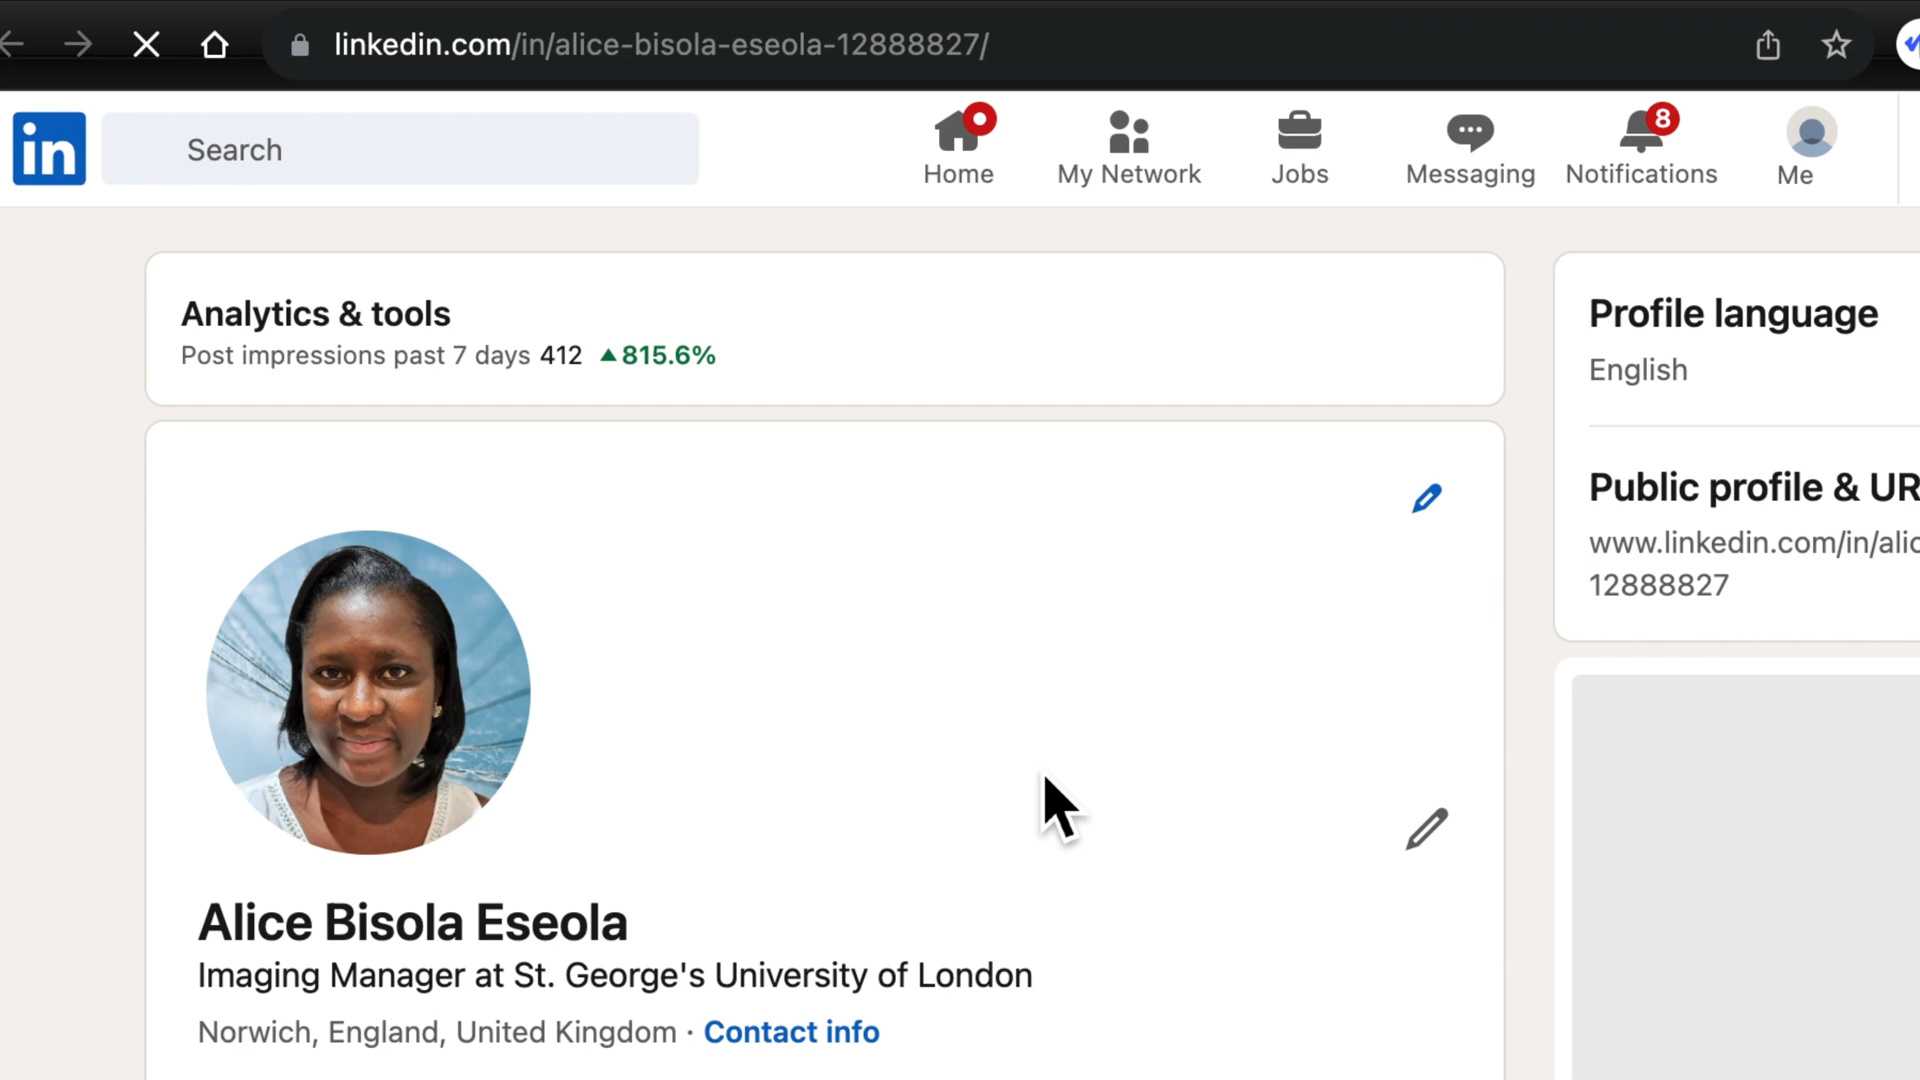 linkedin.com/in/alice-bisola-eseola-12888827/
in
Search
Home
My Network
Jobs
Messaging
8
Notifications
Me
Analytics & tools
Post impressions past 7 days 412 ▲815.6%
Profile language
English
Public profile & UR
www.linkedin.com/in/alic
12888827
Alice Bisola Eseola
Imaging Manager at St. George's University of London
Norwich, England, United Kingdom · Contact info